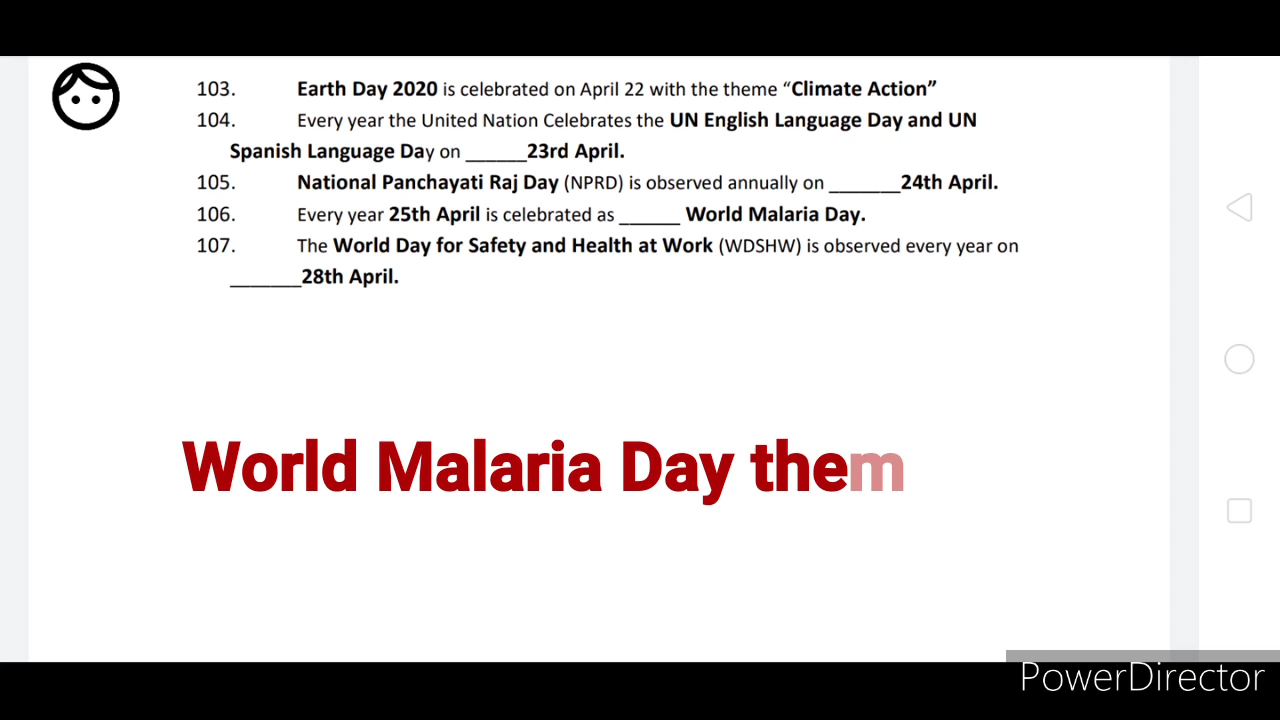 103. Earth Day 2020 is celebrated on April 22 with the theme “Climate Action”
104. Every year the United Nation Celebrates the UN English Language Day and UN
Spanish Language Day on ______23rd April.
105. National Panchayati Raj Day (NPRD) is observed annually on _______24th April.
106. Every year 25th April is celebrated as ______ World Malaria Day.
107. The World Day for Safety and Health at Work (WDSHW) is observed every year on
_______28th April.
World Malaria Day them
PowerDirector